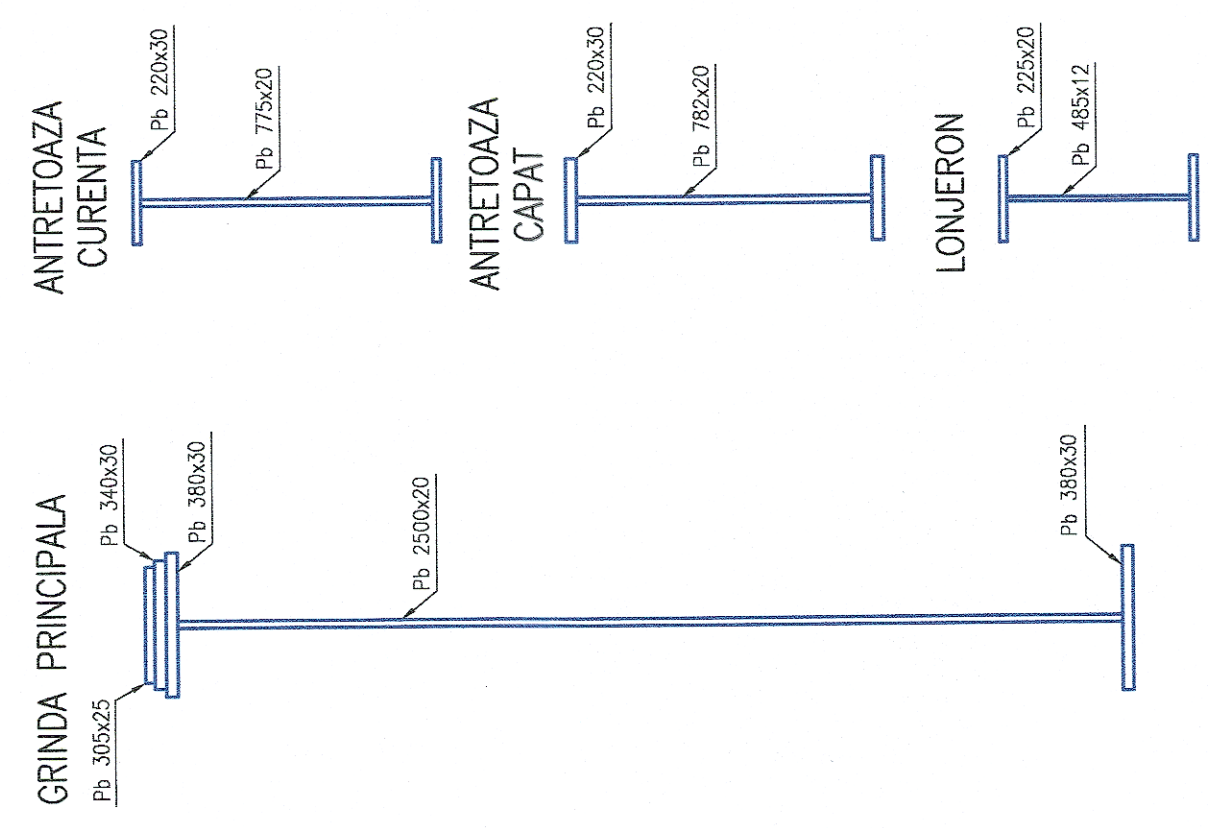 GRINDA PRINCIPALA
Pb 305x25
Pb 340x30
Pb 380x30
Pb 2500x20
Pb 380x30
ANTRETOAZA
CURENTA
Pb 220x30
Pb 775x20
ANTRETOAZA
CAPAT
Pb 220x30
Pb 782x20
LONJERON
Pb 225x20
Pb 485x12